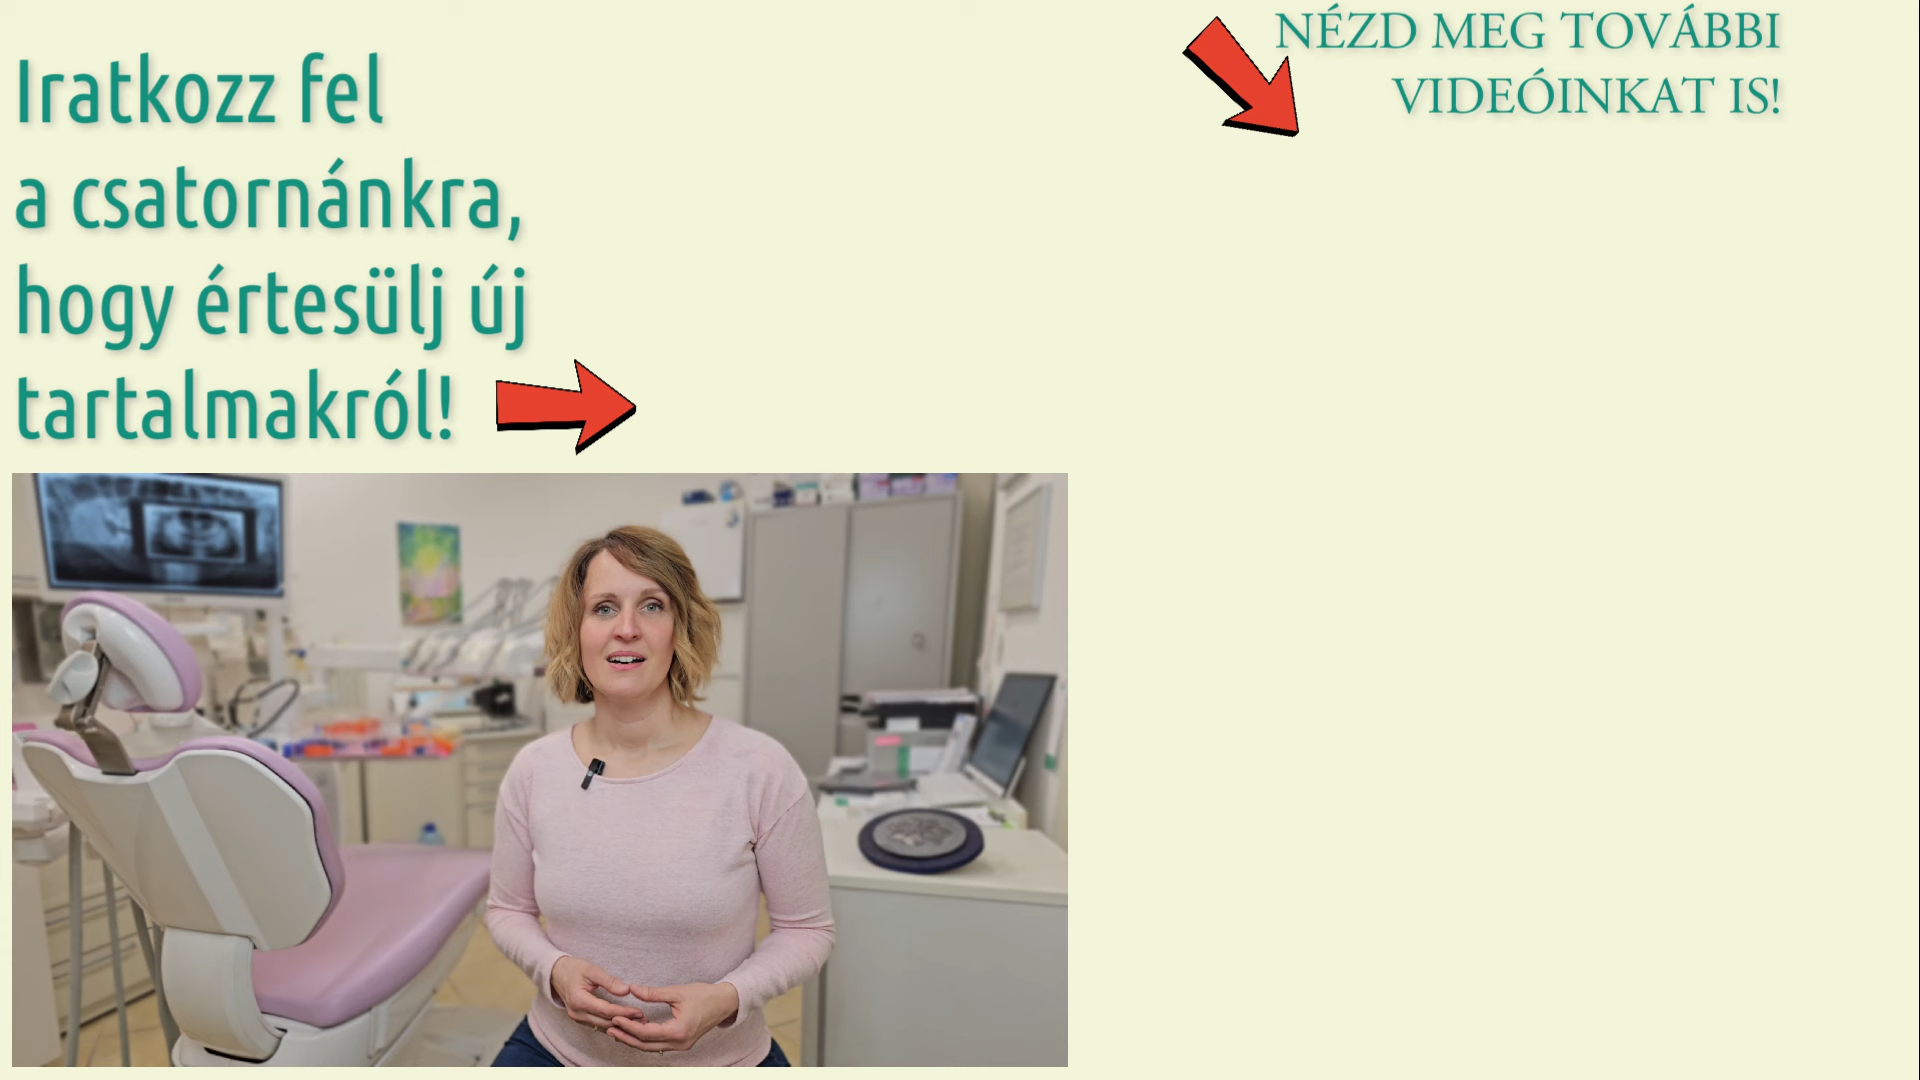 Iratkozz fel
a csatornánkra,
hogy értesülj új
tartalmakról!
NÉZD MEG TOVÁBBI
VIDEÓINKAT IS!